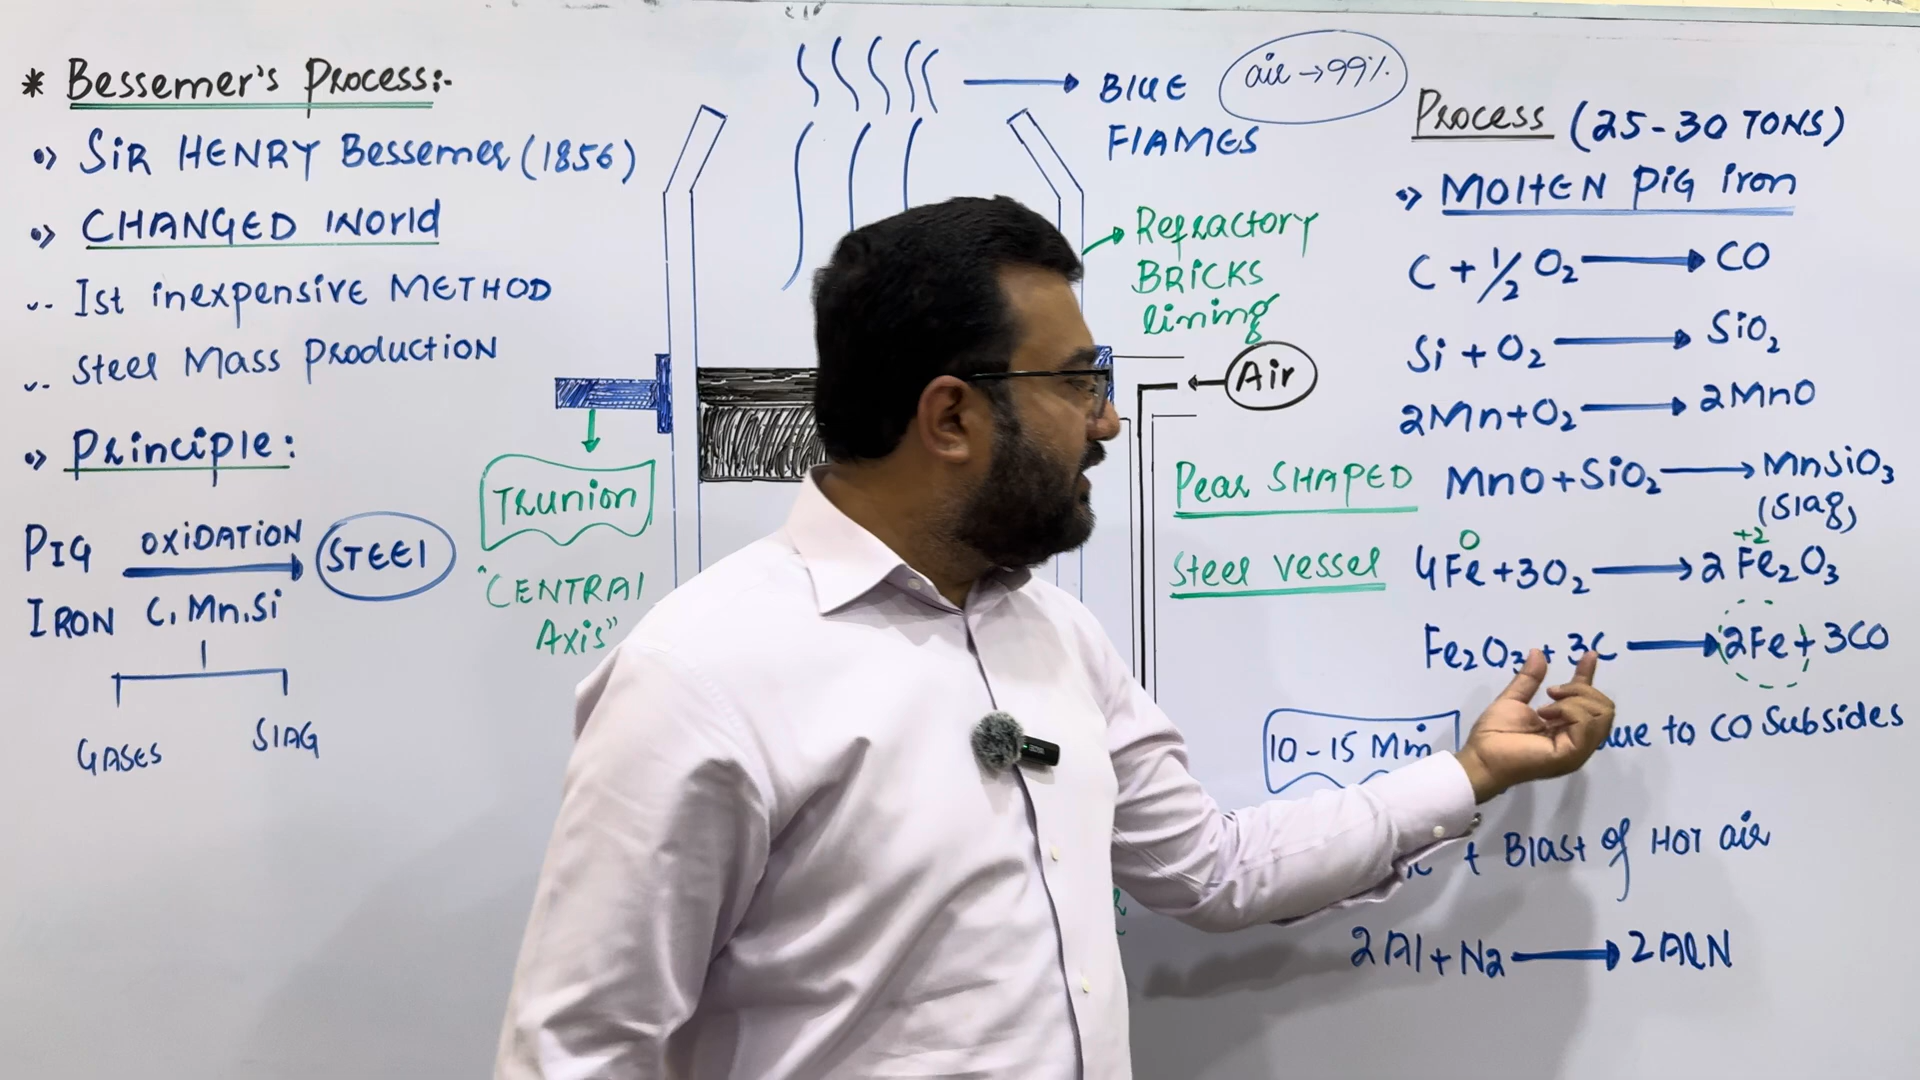 * Bessemer's Process:-
•> SiR HENRY Bessemer (1856)
•> CHANGED World
Ist inexpensive METHOD
Steel Mass Production
•> Principle:
PIG OXiDATiON STEEl
IRON C, Mn, Si
GASES SlAG
BlUE
FlAMES
air → 99%
Refractory
BRiCKS
lining
Air
Trunion
"CENTRAl
Axis"
Pear SHAPED
Steel vessel
Process (25-30 TONS)
•> MOltEN PiG iron
C + 1/2 O2 → CO
Si + O2 → SiO2
2Mn + O2 → 2MnO
MnO + SiO2 → MnSiO3
(Slag)
0 +2
4Fe + 3O2 → 2Fe2O3
Fe2O3 + 3C → 2Fe + 3CO
10-15 Min due to CO Subsides
+ Blast of HOT air
2Al + N2 → 2AlN